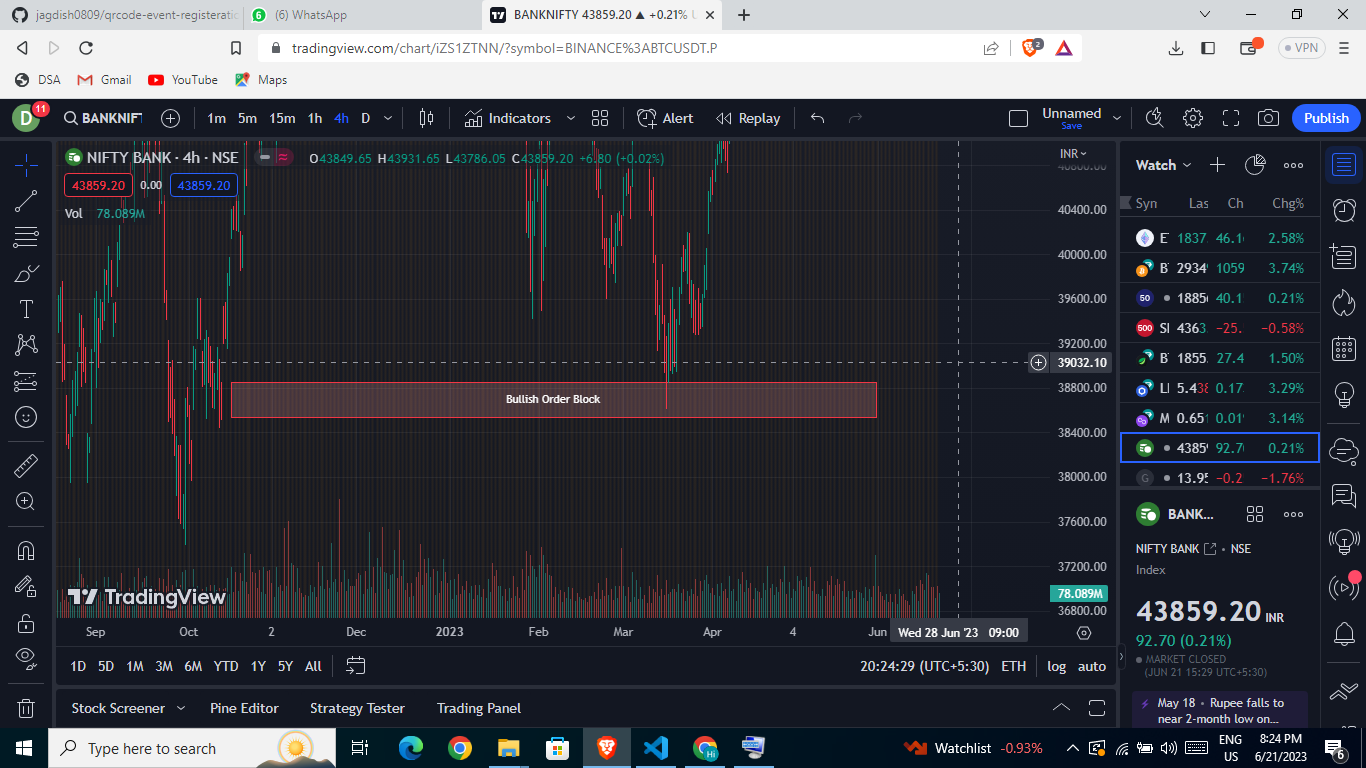 jagdish0809/qrcode-event-registeratio
(6) WhatsApp
BANKNIFTY 43859.20 ▲ +0.21%
tradingview.com/chart/iZS1ZTNN/?symbol=BINANCE%3ABTCUSDT.P
2
VPN
DSA Gmail YouTube Maps
D 11 BANKNIFT 1m 5m 15m 1h 4h D Indicators Alert Replay Unnamed Save Publish
NIFTY BANK · 4h · NSE O43849.65 H43931.65 L43786.05 C43859.20 +6.80 (+0.02%)
43859.20 0.00 43859.20
Vol 78.089M
INR
40800.00
40400.00
40000.00
39600.00
39200.00
39032.10
38800.00
38400.00
38000.00
37600.00
37200.00
78.089M
36800.00
Bullish Order Block
TradingView
Sep Oct 2 Dec 2023 Feb Mar Apr 4 Jun Wed 28 Jun '23 09:00
1D 5D 1M 3M 6M YTD 1Y 5Y All 20:24:29 (UTC+5:30) ETH log auto
Stock Screener Pine Editor Strategy Tester Trading Panel
Watch
Syn Las Ch Chg%
E 1837. 46.1 2.58%
B 2934 1059 3.74%
50 1885 40.1 0.21%
500 4363. −25. −0.58%
B 1855. 27.4 1.50%
5.438 0.17 3.29%
M 0.651 0.01 3.14%
4385 92.7 0.21%
G 13.95 −0.2 −1.76%
BANK...
NIFTY BANK • NSE
Index
43859.20 INR
92.70 (0.21%)
MARKET CLOSED
(JUN 21 15:29 UTC+5:30)
May 18 • Rupee falls to
near 2-month low on...
Type here to search
Watchlist -0.93%
ENG
US
8:24 PM
6/21/2023
6